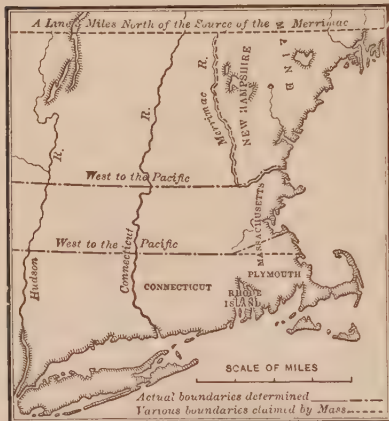 A Line Miles North of the Source of the Merrimac
R.
R.
R.
Merrimac
NEW HAMPSHIRE
MAINE
West to the Pacific
MASSACHUSETTS
West to the Pacific
Hudson
Connecticut
CONNECTICUT
PLYMOUTH
RHODE
ISLAND
SCALE OF MILES
Actual boundaries determined
Various boundaries claimed by Mass.